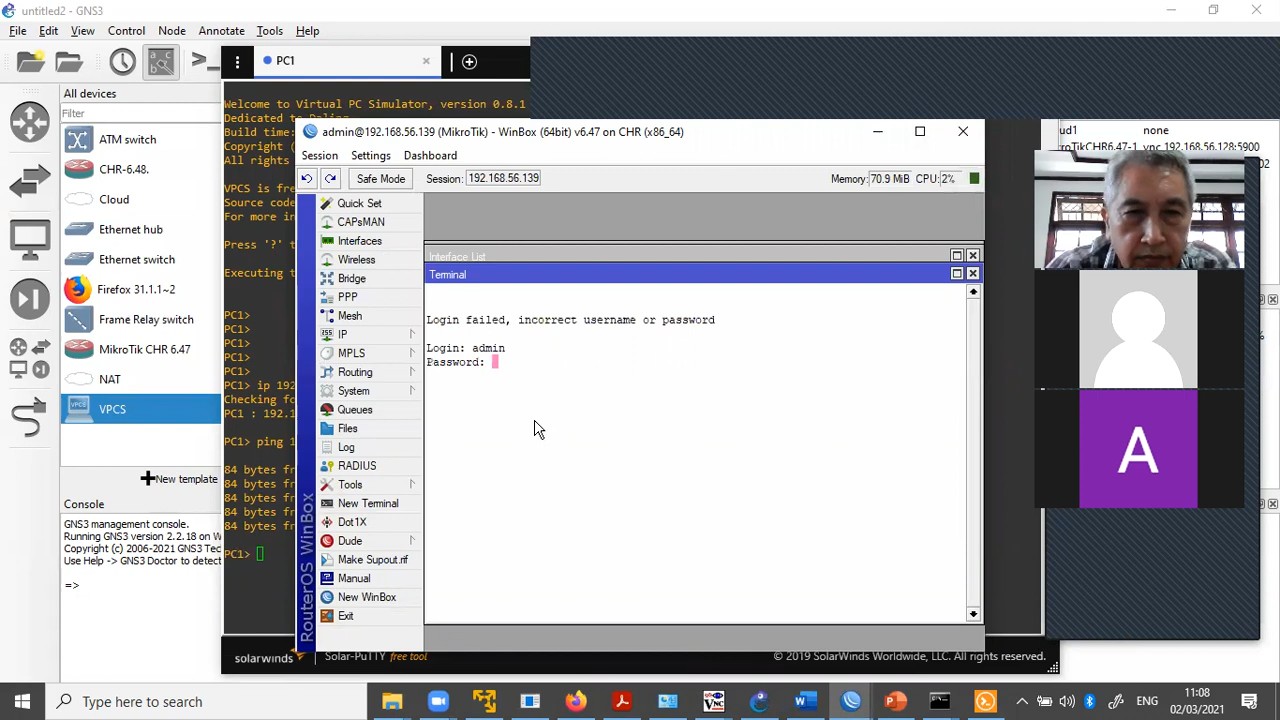 untitled2 - GNS3
File Edit View Control Node Annotate Tools Help
All devices
Filter
ATM switch
CHR-6.48.
Cloud
Ethernet hub
Ethernet switch
Firefox 31.1.1~2
Frame Relay switch
MikroTik CHR 6.47
NAT
VPCS
New template
Console
GNS3 management console.
Running GNS3 version 2.2.18 on W
Copyright (c) 2006-2021 GNS3 Tec
Use Help -> GNS3 Doctor to detect
=>
PC1
Welcome to Virtual PC Simulator, version 0.8.1
Dedicated to
Build time:
Copyright (
All rights
VPCS is fre
Source code
For more in
Press '?' t
Executing t
PC1>
PC1>
PC1>
PC1>
PC1>
PC1> ip 192
Checking fo
PC1 : 192.1
PC1> ping 1
84 bytes fr
84 bytes fr
84 bytes fr
84 bytes fr
84 bytes fr
PC1>
solarwinds Solar-PuTTY free tool
© 2019 SolarWinds Worldwide, LLC. All rights reserved.
admin@192.168.56.139 (MikroTik) - WinBox (64bit) v6.47 on CHR (x86_64)
Session Settings Dashboard
Safe Mode Session: 192.168.56.139 Memory: 70.9 MiB CPU: 2%
Quick Set
CAPsMAN
Interfaces
Wireless
Bridge
PPP
Mesh
IP
MPLS
Routing
System
Queues
Files
Log
RADIUS
Tools
New Terminal
Dot1X
Dude
Make Supout.rif
Manual
New WinBox
Exit
RouterOS WinBox
Interface List
Terminal
Login failed, incorrect username or password
Login: admin
Password:
ud1 none
roTikCHR6.47-1 vnc 192.168.56.128:5900
A
Type here to search
ENG
11:08
02/03/2021